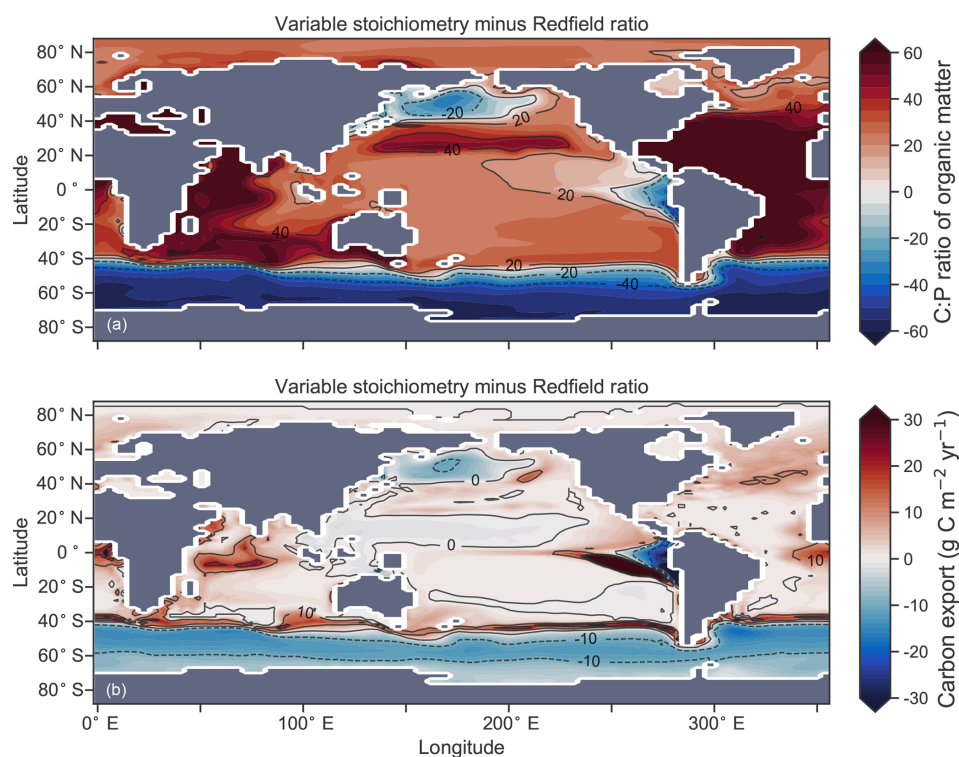 Variable stoichiometry minus Redfield ratio
80° N
60° N
40° N
20° N
0 °
20° S
40° S
60° S
80° S
Latitude
(a)
-20
20
40
20
40
20
-20
-40
40
60
40
20
0
-20
-40
-60
C:P ratio of organic matter
Variable stoichiometry minus Redfield ratio
80° N
60° N
40° N
20° N
0 °
20° S
40° S
60° S
80° S
Latitude
(b)
0
0
10
10
-10
-10
30
20
10
0
-10
-20
-30
Carbon export (g C m⁻² yr⁻¹)
0° E
100° E
200° E
300° E
Longitude